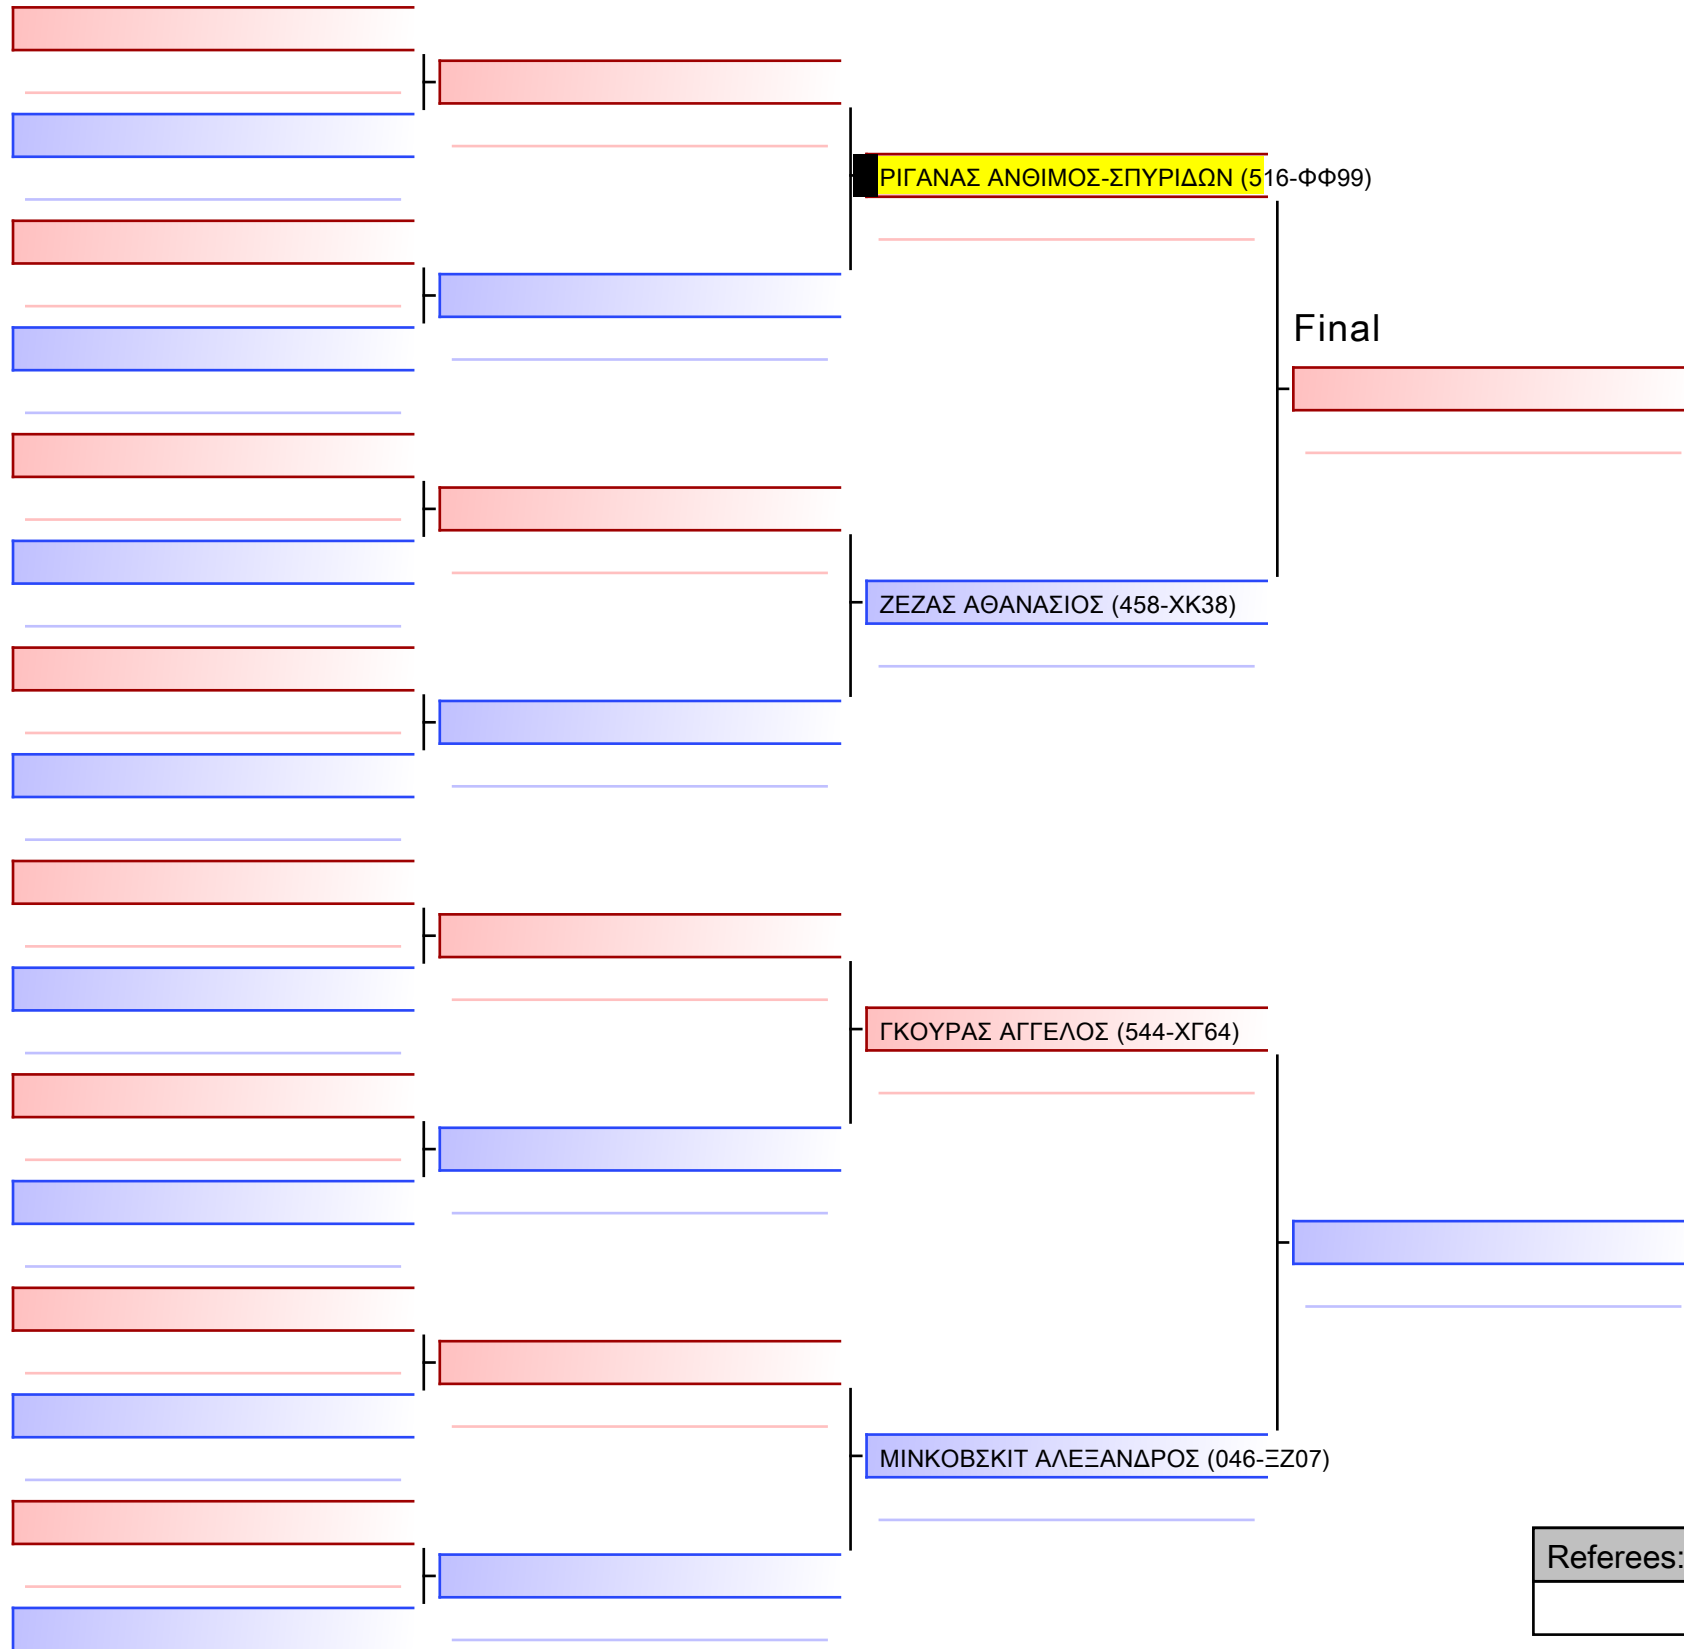 ΡΙΓΑΝΑΣ ΑΝΘΙΜΟΣ-ΣΠΥΡΙΔΩΝ (516-ΦΦ99)
Final
ΖΕΖΑΣ ΑΘΑΝΑΣΙΟΣ (458-ΧΚ38)
ΓΚΟΥΡΑΣ ΑΓΓΕΛΟΣ (544-ΧΓ64)
ΜΙΝΚΟΒΣΚΙΤ ΑΛΕΞΑΝΔΡΟΣ (046-ΞΖ07)
Referees: